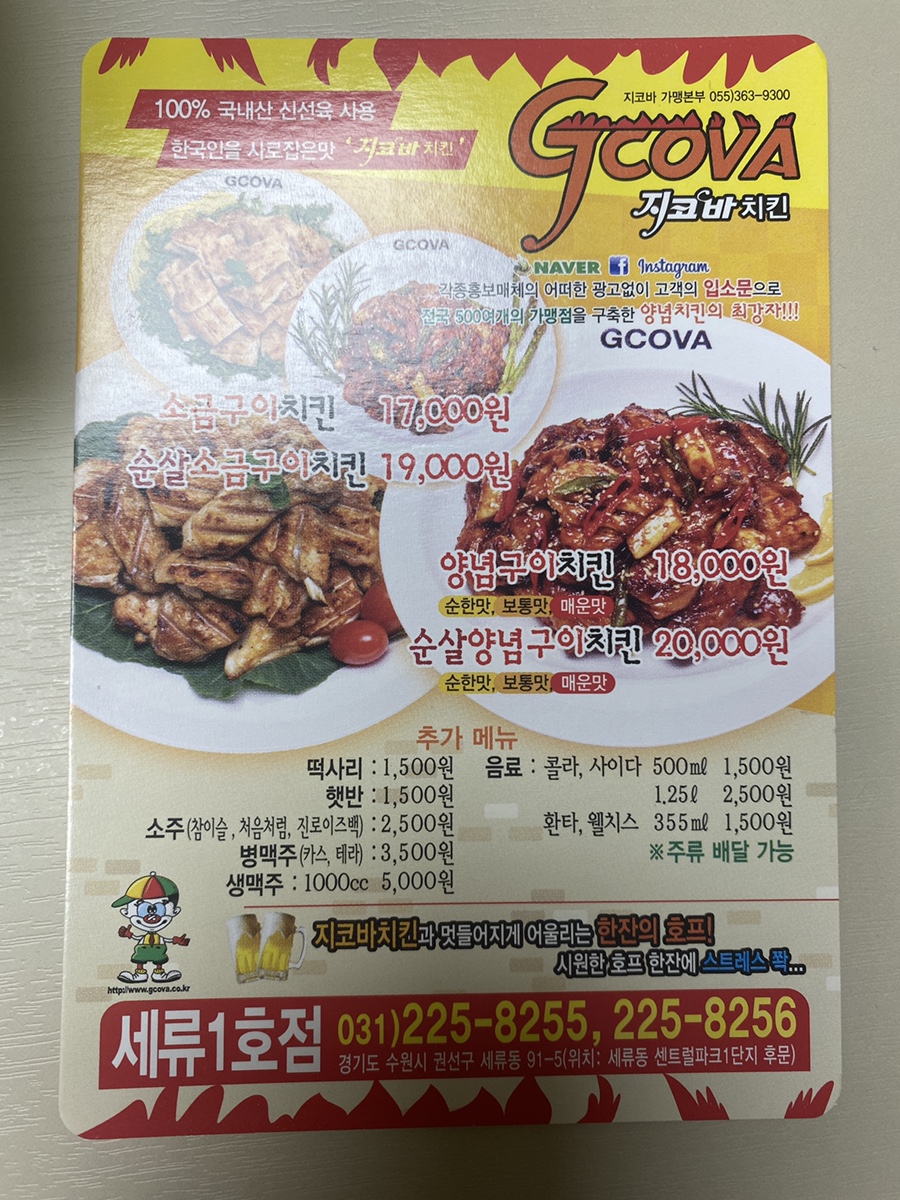 100% 국내산 신선육 사용
한국인을 사로잡은맛 '지코바 치킨'
지코바 가맹본부 055)363-9300
GCOVA
지코바 치킨
GCOVA
GCOVA
NAVER f Instagram
각종홍보매체의 어떠한 광고없이 고객의 입소문으로
전국 500여개의 가맹점을 구축한 양념치킨의 최강자!!!
GCOVA
소금구이치킨 17,000원
순살소금구이치킨 19,000원
양념구이치킨 18,000원
순한맛, 보통맛, 매운맛
순살양념구이치킨 20,000원
순한맛, 보통맛, 매운맛
추가 메뉴
떡사리 : 1,500원
햇반 : 1,500원
소주(참이슬, 처음처럼, 진로이즈백) : 2,500원
병맥주(카스, 테라) : 3,500원
생맥주 : 1000cc 5,000원
음료 : 콜라, 사이다 500㎖ 1,500원
1.25ℓ 2,500원
환타, 웰치스 355㎖ 1,500원
※주류 배달 가능
지코바치킨과 멋들어지게 어울리는 한잔의 호프!
시원한 호프 한잔에 스트레스 쫙...
http://www.gcova.co.kr
세류1호점 031)225-8255, 225-8256
경기도 수원시 권선구 세류동 91-5(위치: 세류동 센트럴파크1단지 후문)